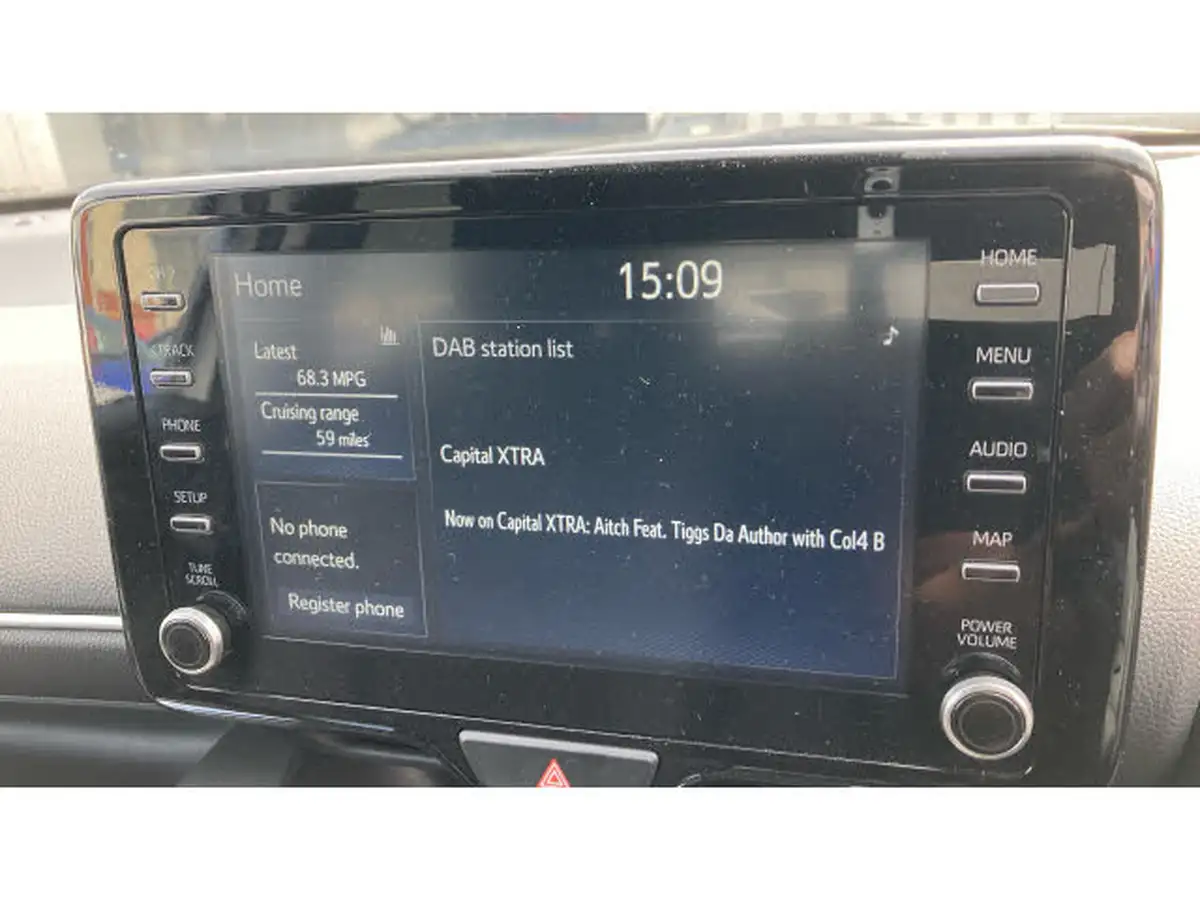 Home
15:09
Latest
68.3 MPG
Cruising range
59 miles
No phone
connected.
Register phone
DAB station list
Capital XTRA
Now on Capital XTRA: Aitch Feat. Tiggs Da Author with Col4 B
TRACK
PHONE
SETUP
TUNE
SCROLL
HOME
MENU
AUDIO
MAP
POWER
VOLUME